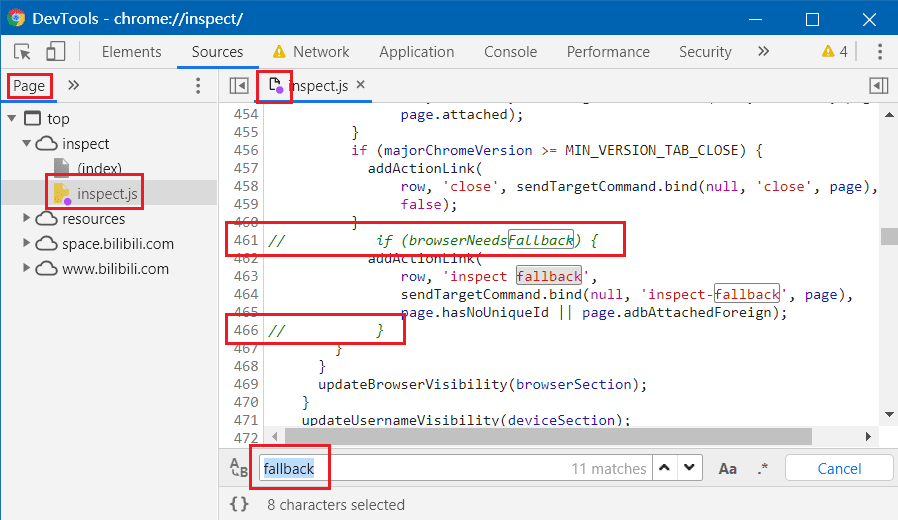 DevTools - chrome://inspect/
Elements Sources Network Application Console Performance Security » 4
Page » inspect.js ×
top
inspect
(index)
inspect.js
resources
space.bilibili.com
www.bilibili.com
454 page.attached);
455 }
456 if (majorChromeVersion >= MIN_VERSION_TAB_CLOSE) {
457 addActionLink(
458 row, 'close', sendTargetCommand.bind(null, 'close', page),
459 false);
460 }
461 // if (browserNeedsFallback) {
462 addActionLink(
463 row, 'inspect fallback',
464 sendTargetCommand.bind(null, 'inspect-fallback', page),
465 page.hasNoUniqueId || page.adbAttachedForeign);
466 // }
467 }
468 }
469 updateBrowserVisibility(browserSection);
470 }
471 updateUsernameVisibility(deviceSection);
472
fallback 11 matches Aa .* Cancel
{} 8 characters selected